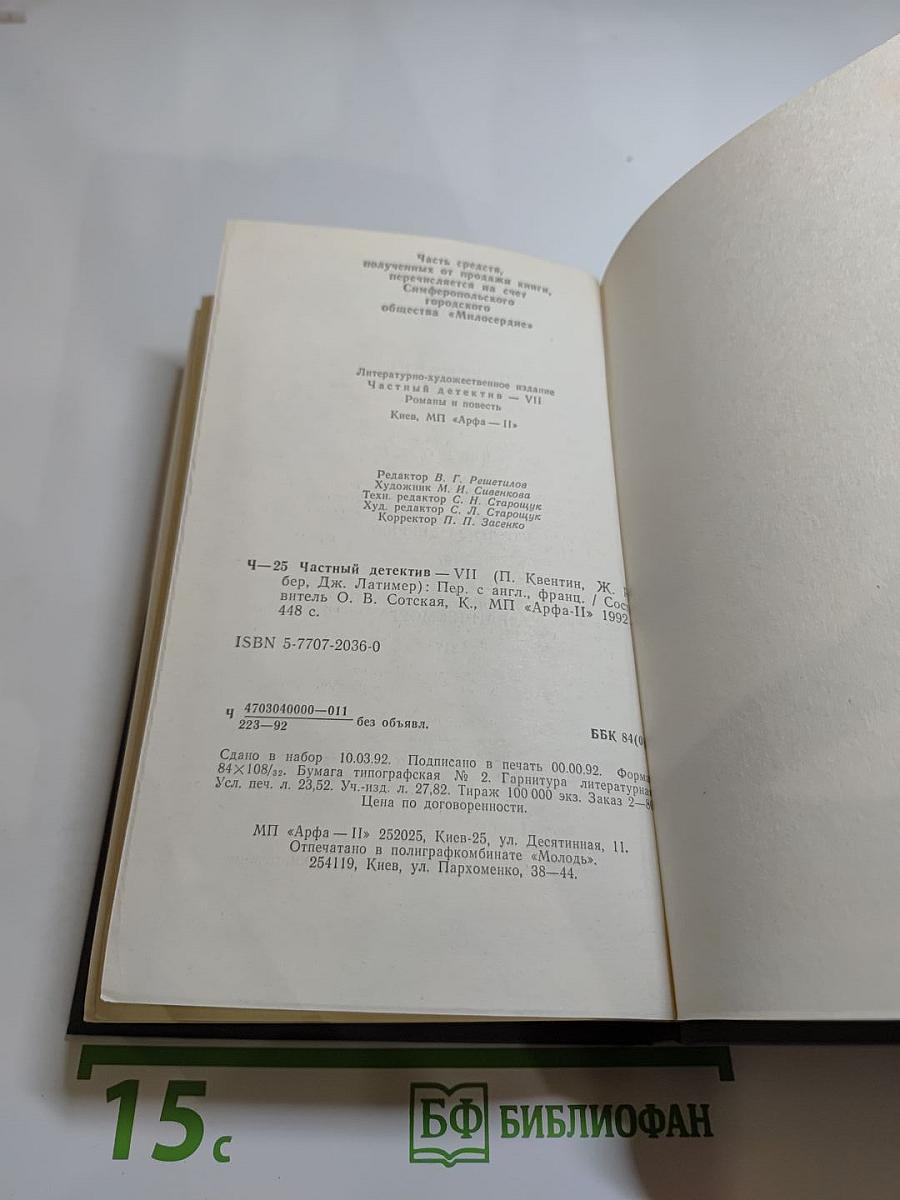 Часть средств,
полученных от продажи книги,
перечисляется на счет
Симферопольского
городского
общества «Милосердие»
Литературно-художественное издание
Частный детектив — VII
Романы и повесть
Киев, МП «Арфа — II»
Редактор В. Г. Решетилов
Художник М. И. Сивенкова
Техн. редактор С. Н. Старощук
Худ. редактор С. Л. Старощук
Корректор П. П. Засенко
Ч—25 Частный детектив — VII (П. Квентин, Ж.
бер, Дж. Латимер): Пер. с англ., франц. / Сос
витель О. В. Сотская, К., МП «Арфа-II» 1992
448 с.
ISBN 5-7707-2036-0
Ч 4703040000—011
223—92 без объявл.
ББК 84(0
Сдано в набор 10.03.92. Подписано в печать 00.00.92. Форма
84×108/32. Бумага типографская № 2. Гарнитура литературна
Усл. печ. л. 23,52. Уч.-изд. л. 27,82. Тираж 100 000 экз. Заказ 2—8
Цена по договоренности.
МП «Арфа — II» 252025, Киев-25, ул. Десятинная, 11.
Отпечатано в полиграфкомбинате «Молодь».
254119, Киев, ул. Пархоменко, 38—44.
15 с
БФ БИБЛИОФАН